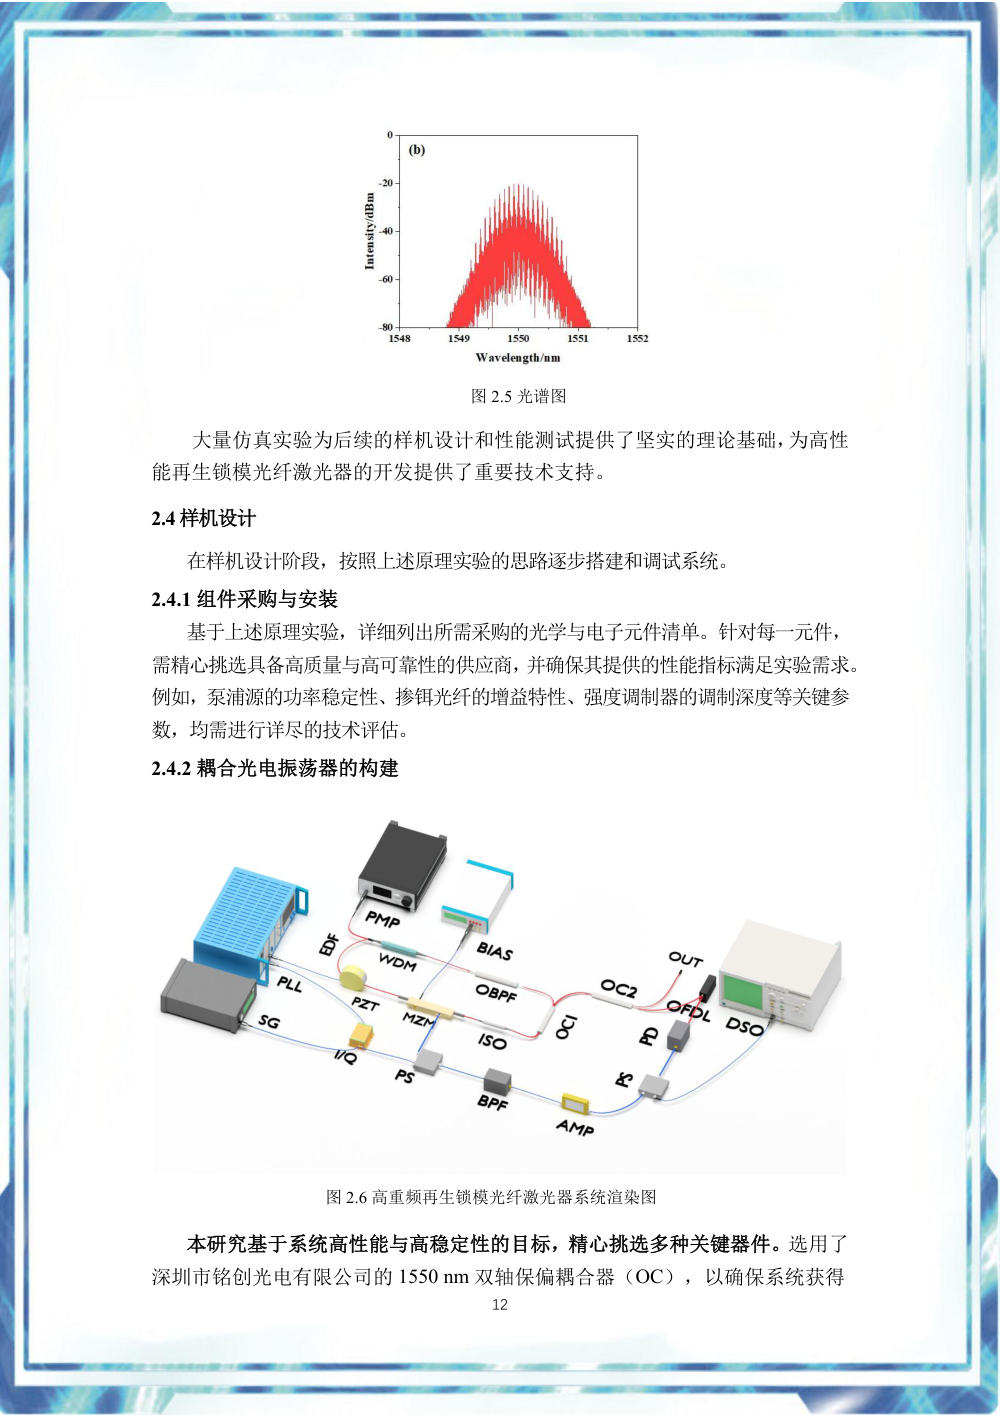 0
(b)
-20
-40
-60
-80
Intensity/dBm
1548 1549 1550 1551 1552
Wavelength/nm
图 2.5 光谱图
大量仿真实验为后续的样机设计和性能测试提供了坚实的理论基础，为高性
能再生锁模光纤激光器的开发提供了重要技术支持。
2.4 样机设计
在样机设计阶段，按照上述原理实验的思路逐步搭建和调试系统。
2.4.1 组件采购与安装
基于上述原理实验，详细列出所需采购的光学与电子元件清单。针对每一元件，
需精心挑选具备高质量与高可靠性的供应商，并确保其提供的性能指标满足实验需求。
例如，泵浦源的功率稳定性、掺铒光纤的增益特性、强度调制器的调制深度等关键参
数，均需进行详尽的技术评估。
2.4.2 耦合光电振荡器的构建
PMP
EDF
WDM
BIAS
PLL
PZT
OBPF
OC2
OUT
SG
MZM
OC1
OFDL
DSO
I/Q
ISO
PD
PS
PS
BPF
AMP
图 2.6 高重频再生锁模光纤激光器系统渲染图
本研究基于系统高性能与高稳定性的目标，精心挑选多种关键器件。选用了
深圳市铭创光电有限公司的 1550 nm 双轴保偏耦合器（OC），以确保系统获得
12